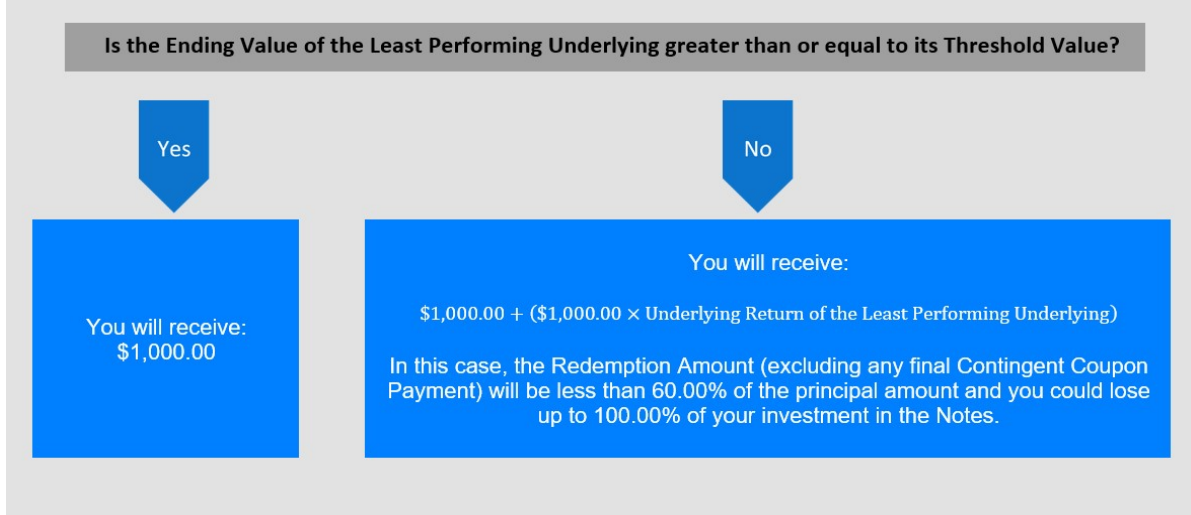 Is the Ending Value of the Least Performing Underlying greater than or equal to its Threshold Value?
Yes
No
You will receive:
$1,000.00
You will receive:
$1,000.00 + ($1,000.00 × Underlying Return of the Least Performing Underlying)
In this case, the Redemption Amount (excluding any final Contingent Coupon
Payment) will be less than 60.00% of the principal amount and you could lose
up to 100.00% of your investment in the Notes.